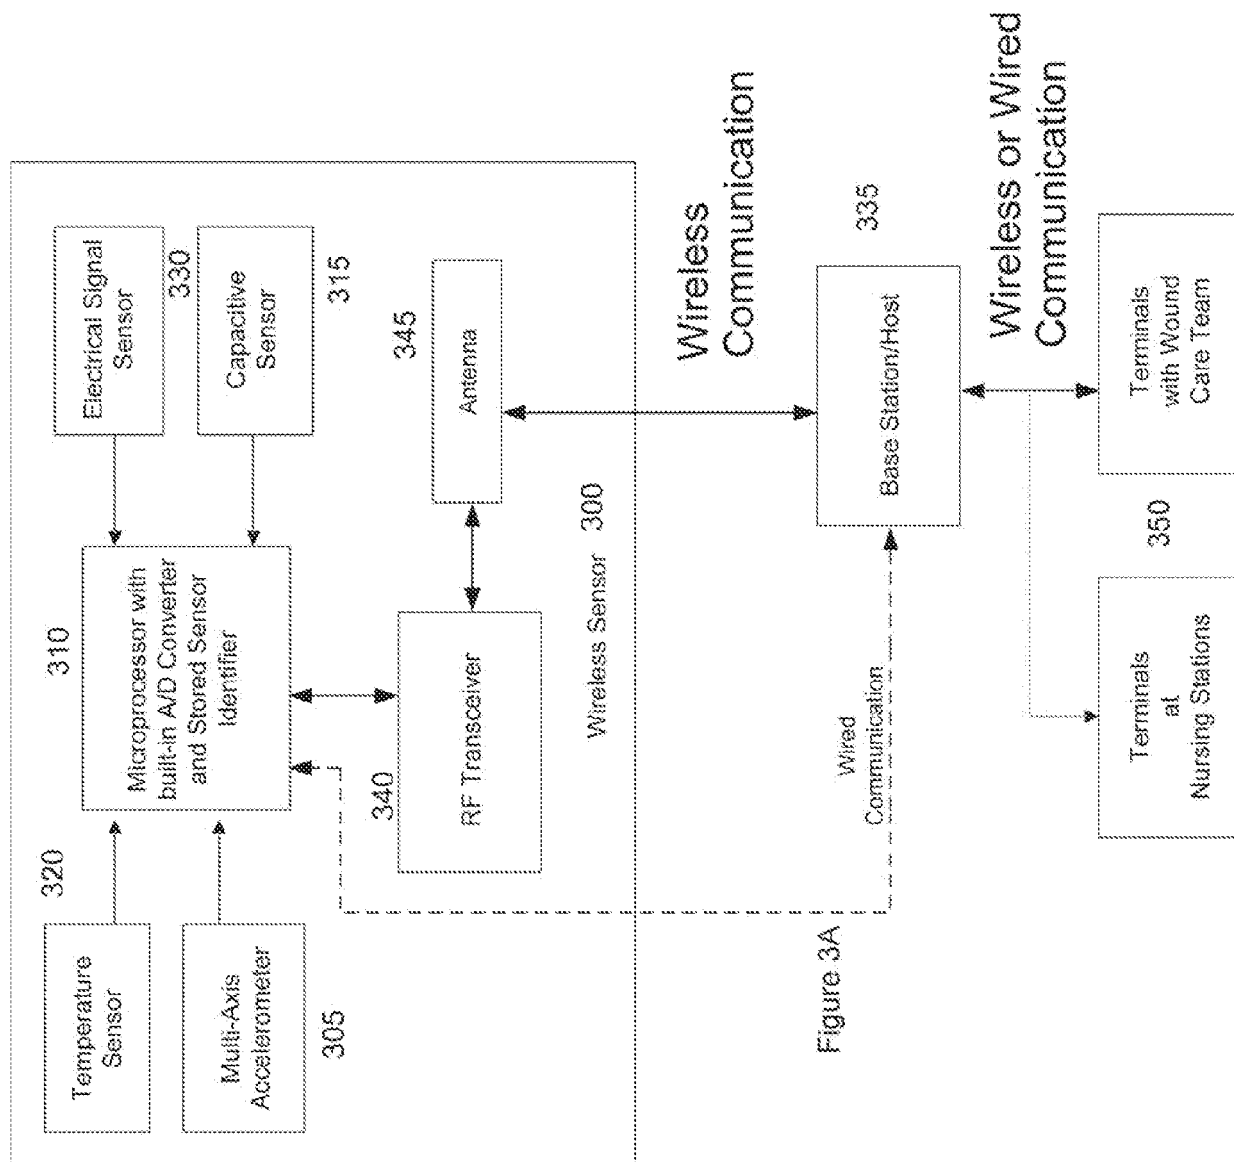 Temperature
Sensor
320
Multi-Axis
Accelerometer
305
Microprocessor with
built-in A/D Converter
and Stored Sensor
Identifier
310
Electrical Signal
Sensor
330
Capacitive
Sensor
315
RF Transceiver
340
Antenna
345
Wireless Sensor 300
Wireless
Communication
Wired
Communication
Base Station/Host
335
Wireless or Wired
Communication
Terminals
at
Nursing Stations
350
Terminals
with Wound
Care Team
Figure 3A